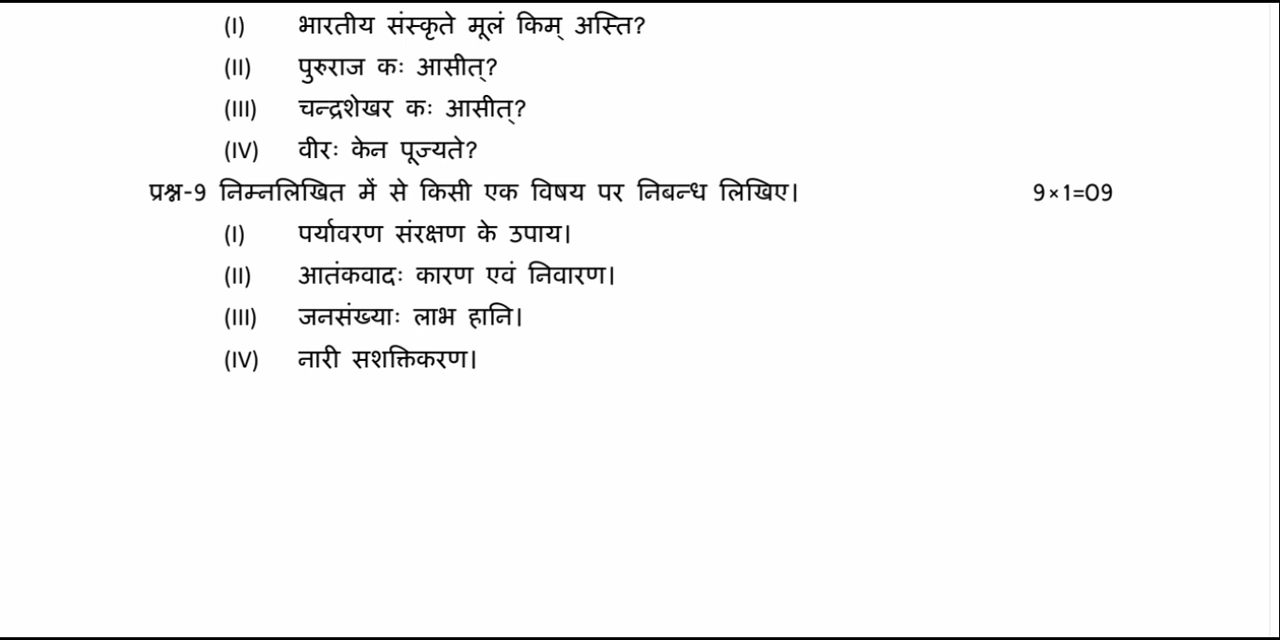 (I) भारतीय संस्कृते मूलं किम् अस्ति?
(II) पुरुराज कः आसीत्?
(III) चन्द्रशेखर कः आसीत्?
(IV) वीरः केन पूज्यते?
प्रश्न-9 निम्नलिखित में से किसी एक विषय पर निबन्ध लिखिए। 9×1=09
(I) पर्यावरण संरक्षण के उपाय।
(II) आतंकवादः कारण एवं निवारण।
(III) जनसंख्याः लाभ हानि।
(IV) नारी सशक्तिकरण।